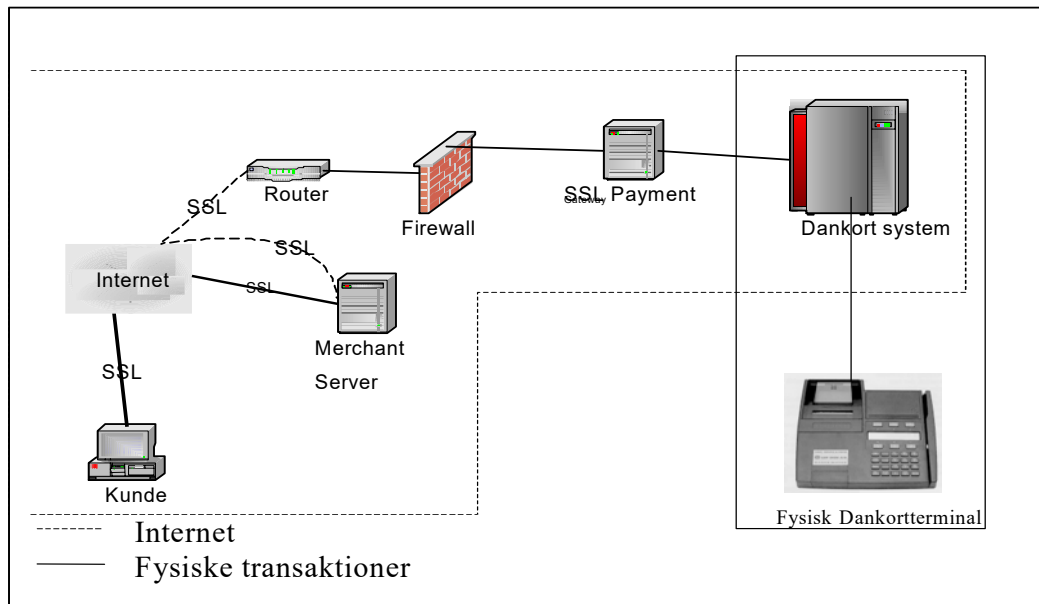 Router
SSL
Firewall
SSL Payment
Gateway
Dankort system
SSL
Internet
SSL
Merchant
Server
SSL
Kunde
Fysisk Dankortterminal
Internet
Fysiske transaktioner